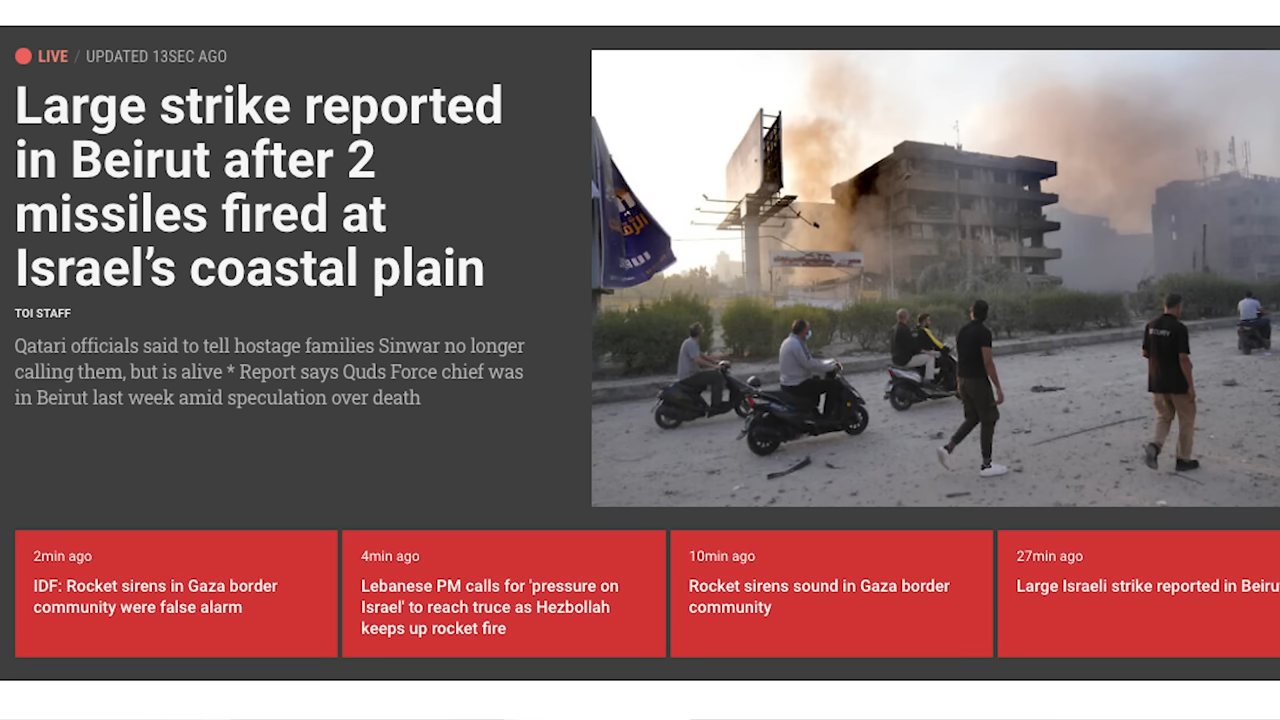 LIVE / UPDATED 13SEC AGO
Large strike reported
in Beirut after 2
missiles fired at
Israel’s coastal plain
TOI STAFF
Qatari officials said to tell hostage families Sinwar no longer
calling them, but is alive * Report says Quds Force chief was
in Beirut last week amid speculation over death
2min ago
IDF: Rocket sirens in Gaza border
community were false alarm
4min ago
Lebanese PM calls for 'pressure on
Israel' to reach truce as Hezbollah
keeps up rocket fire
10min ago
Rocket sirens sound in Gaza border
community
27min ago
Large Israeli strike reported in Beiru